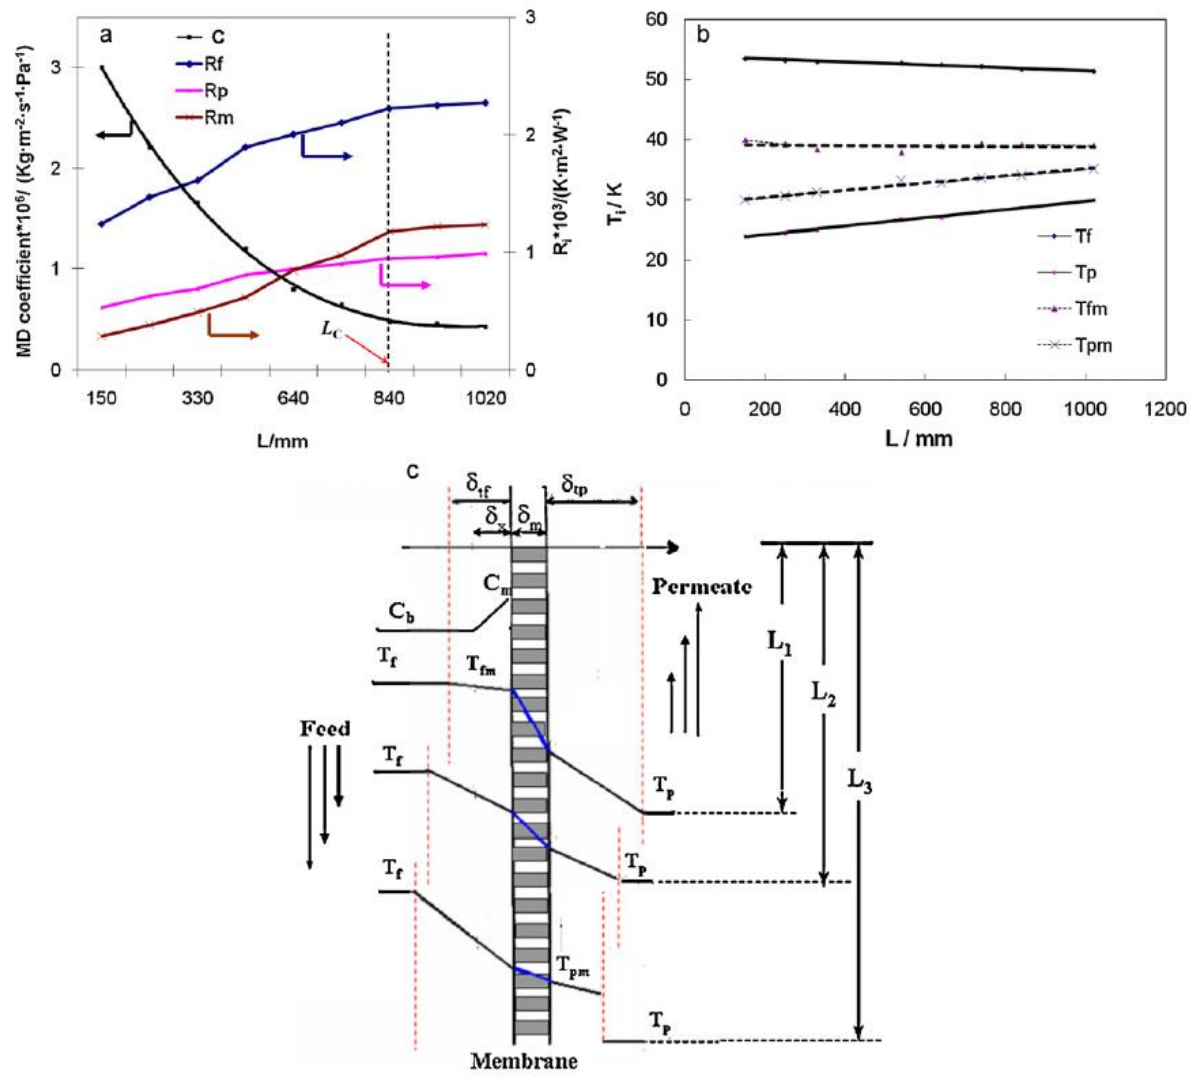 a
C
Rf
Rp
Rm
MD coefficient*10⁶/ (Kg·m⁻²·s⁻¹·Pa⁻¹)
3
2
1
0
3
2
1
0
Rᵢ*10³/(K·m²·W⁻¹)
L_C
150 330 640 840 1020
L/mm
b
60
50
40
30
20
10
0
Tᵢ / K
Tf
Tp
Tfm
Tpm
0 200 400 600 800 1000 1200
L / mm
c
δ_tf δ_tp
δ_x δ_m
C_m
C_b
Permeate
T_f T_fm
L₁
L₂
Feed
T_f
T_p
L₃
T_f
T_p
T_pm
T_p
Membrane